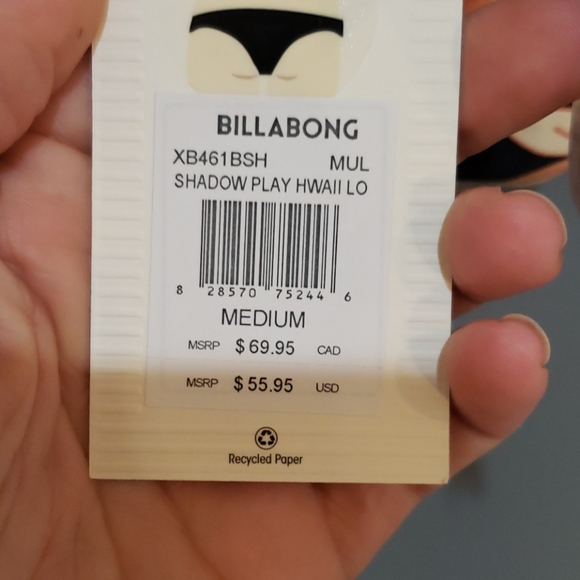 BILLABONG
XB461BSH MUL
SHADOW PLAY HWAII LO
8 28570 75244 6
MEDIUM
MSRP $69.95 CAD
MSRP $55.95 USD
Recycled Paper